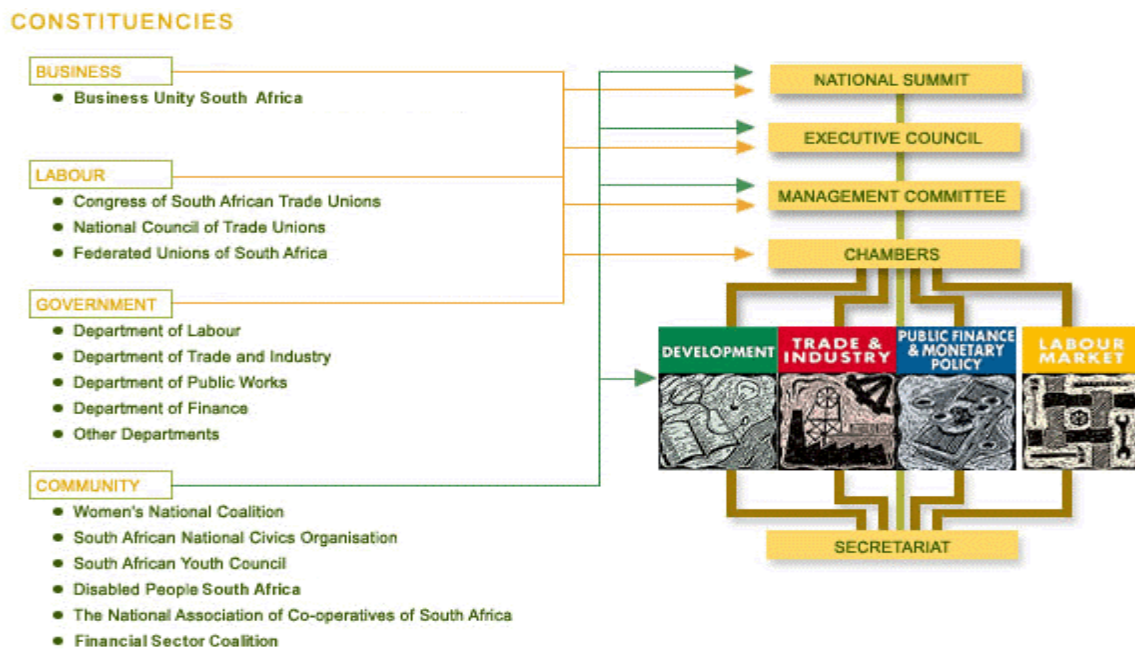 CONSTITUENCIES
BUSINESS
Business Unity South Africa
LABOUR
Congress of South African Trade Unions
National Council of Trade Unions
Federated Unions of South Africa
GOVERNMENT
Department of Labour
Department of Trade and Industry
Department of Public Works
Department of Finance
Other Departments
COMMUNITY
Women's National Coalition
South African National Civics Organisation
South African Youth Council
Disabled People South Africa
The National Association of Co-operatives of South Africa
Financial Sector Coalition
NATIONAL SUMMIT
EXECUTIVE COUNCIL
MANAGEMENT COMMITTEE
CHAMBERS
DEVELOPMENT
TRADE &
INDUSTRY
PUBLIC FINANCE
& MONETARY
POLICY
LABOUR
MARKET
SECRETARIAT